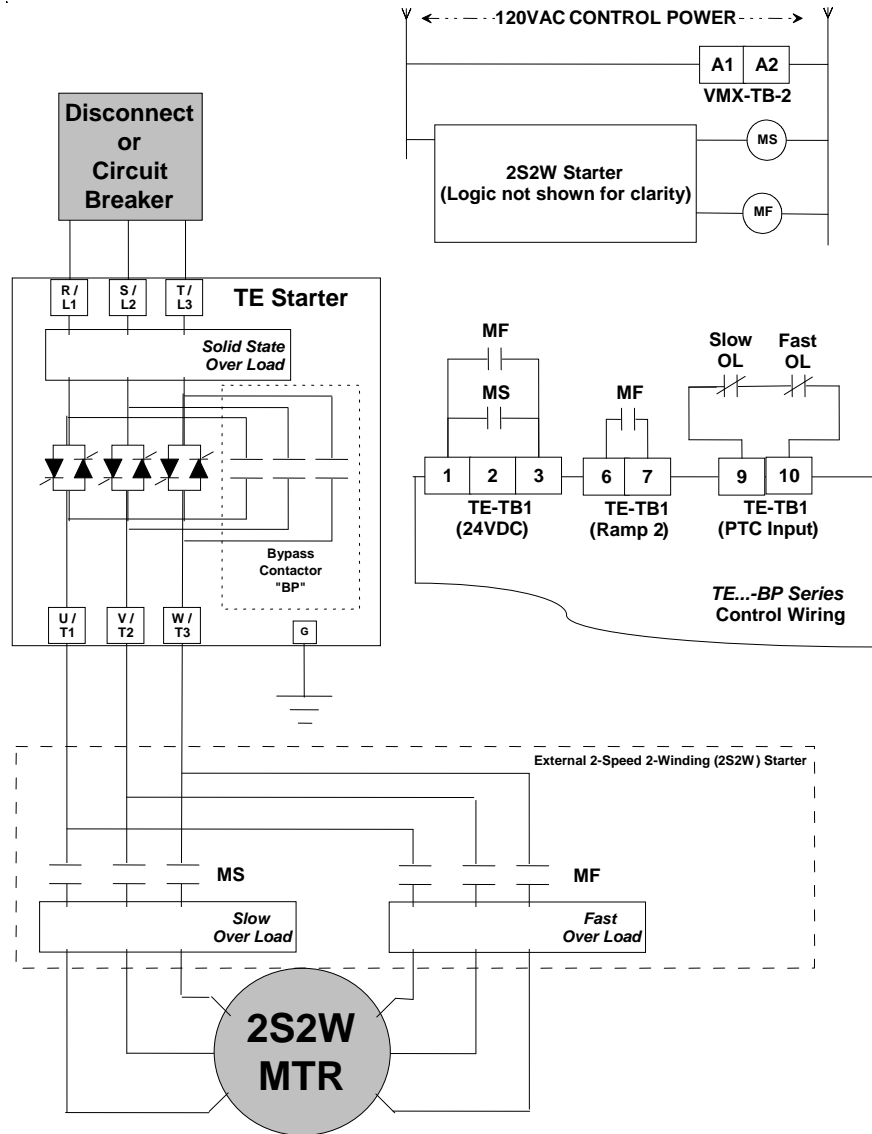 120VAC CONTROL POWER
A1 A2
VMX-TB-2
MS
2S2W Starter
(Logic not shown for clarity)
MF
Disconnect
or
Circuit
Breaker
R / L1
S / L2
T / L3
TE Starter
Solid State
Over Load
Bypass
Contactor
"BP"
U / T1
V / T2
W / T3
G
MF
MS
1 2 3
TE-TB1
(24VDC)
MF
6 7
TE-TB1
(Ramp 2)
Slow
OL
Fast
OL
9 10
TE-TB1
(PTC Input)
TE...-BP Series
Control Wiring
External 2-Speed 2-Winding (2S2W) Starter
MS
MF
Slow
Over Load
Fast
Over Load
2S2W
MTR